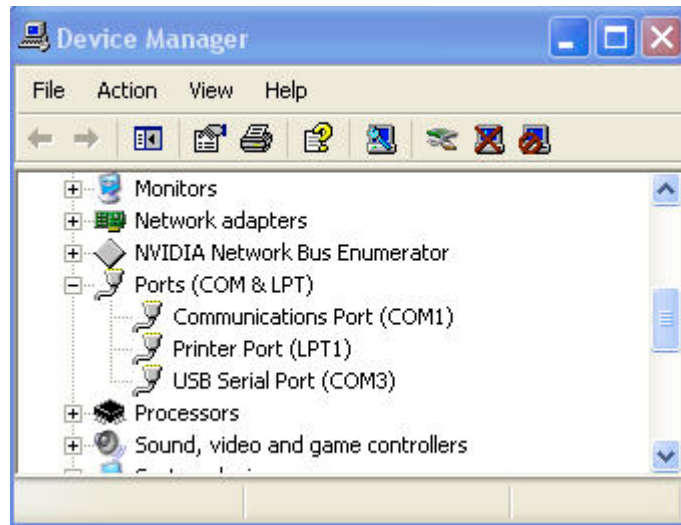 Device Manager
File Action View Help
Monitors
Network adapters
NVIDIA Network Bus Enumerator
Ports (COM & LPT)
Communications Port (COM1)
Printer Port (LPT1)
USB Serial Port (COM3)
Processors
Sound, video and game controllers